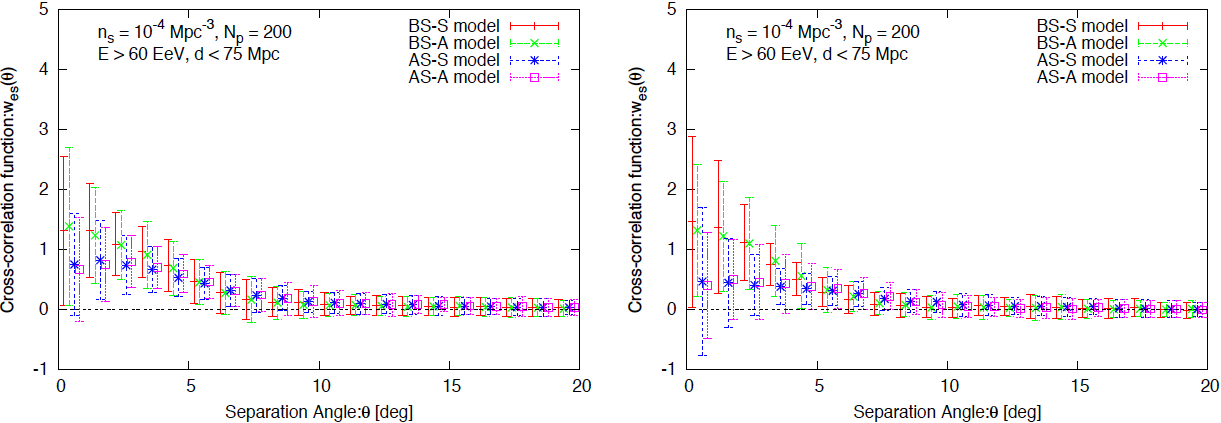 5
4
3
2
1
0
-1
0
5
10
15
20
Cross-correlation function:w_es(θ)
Separation Angle:θ [deg]
n_s = 10^-4 Mpc^-3, N_p = 200
E > 60 EeV, d < 75 Mpc
BS-S model
BS-A model
AS-S model
AS-A model
5
4
3
2
1
0
-1
0
5
10
15
20
Cross-correlation function:w_es(θ)
Separation Angle:θ [deg]
n_s = 10^-4 Mpc^-3, N_p = 200
E > 60 EeV, d < 75 Mpc
BS-S model
BS-A model
AS-S model
AS-A model